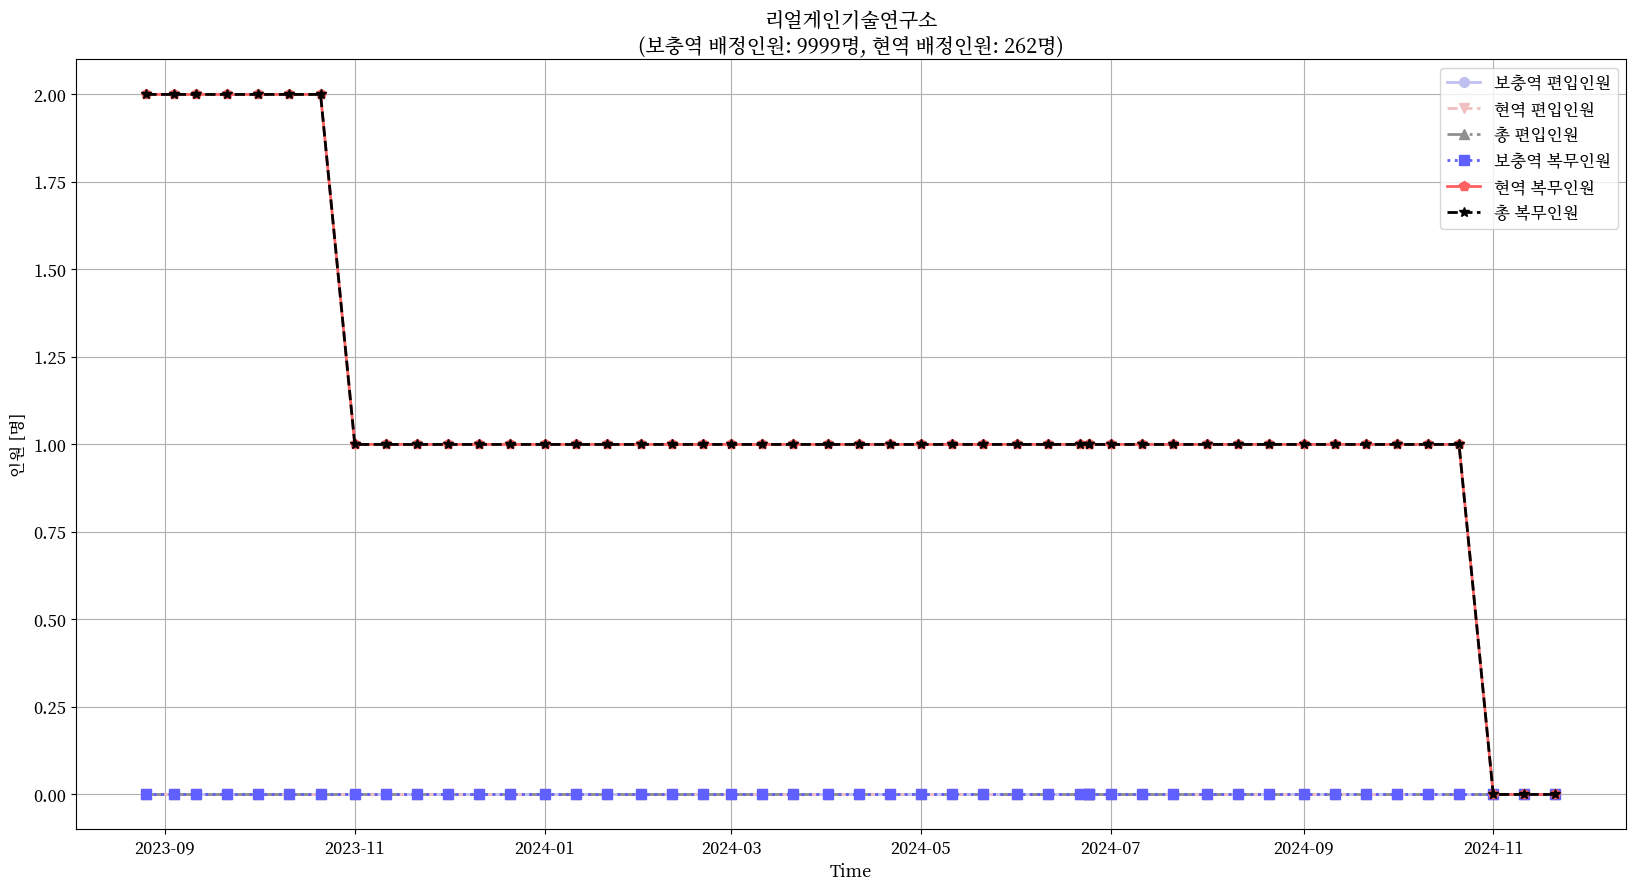 리얼게인기술연구소
(보충역 배정인원: 9999명, 현역 배정인원: 262명)
보충역 편입인원
현역 편입인원
총 편입인원
보충역 복무인원
현역 복무인원
총 복무인원
2.00
1.75
1.50
1.25
1.00
0.75
0.50
0.25
0.00
인원 [명]
2023-09 2023-11 2024-01 2024-03 2024-05 2024-07 2024-09 2024-11
Time